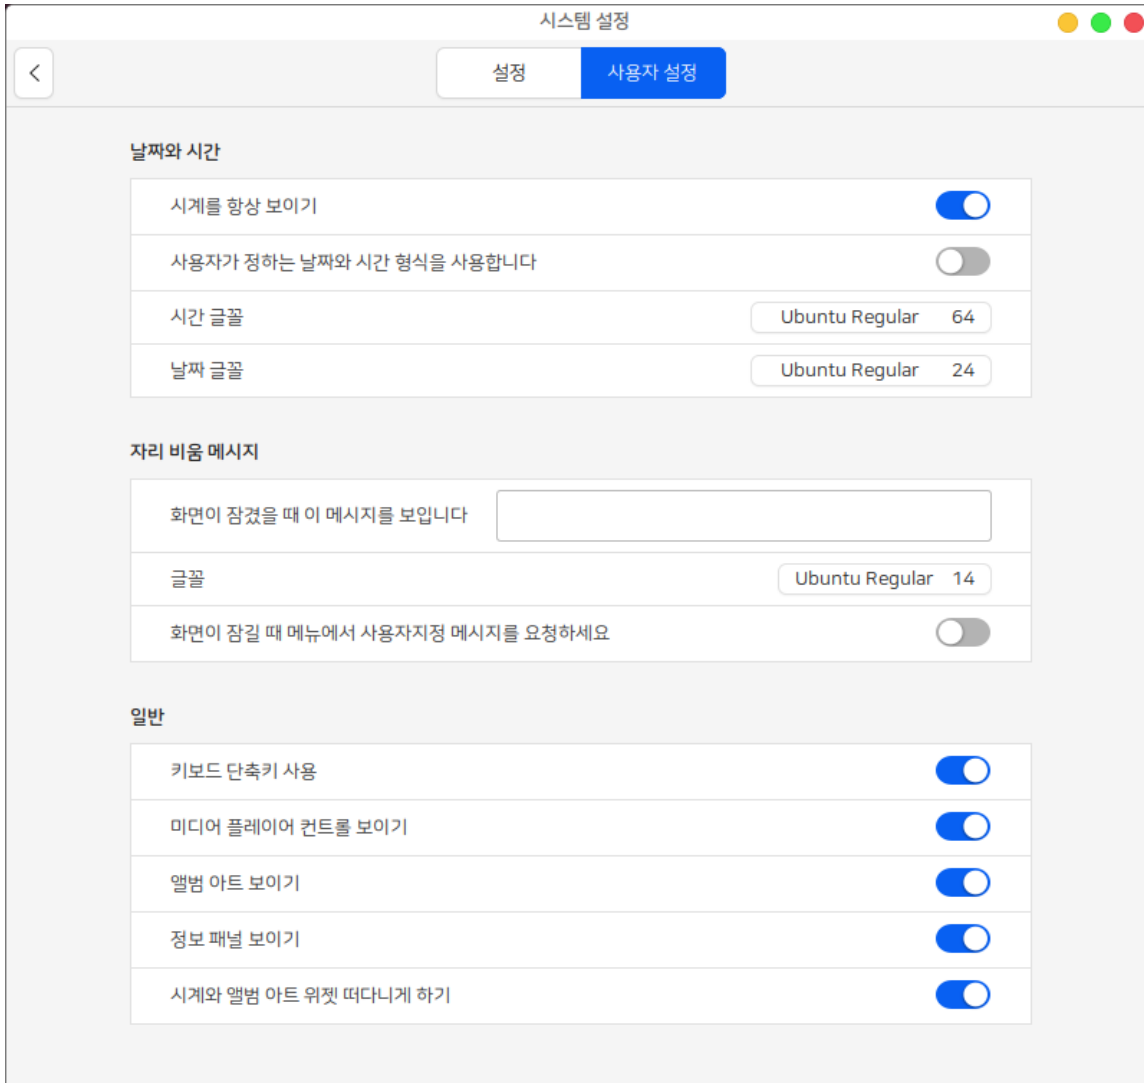 시스템 설정
설정
사용자 설정
날짜와 시간
시계를 항상 보이기
사용자가 정하는 날짜와 시간 형식을 사용합니다
시간 글꼴
Ubuntu Regular 64
날짜 글꼴
Ubuntu Regular 24
자리 비움 메시지
화면이 잠겼을 때 이 메시지를 보입니다
글꼴
Ubuntu Regular 14
화면이 잠길 때 메뉴에서 사용자지정 메시지를 요청하세요
일반
키보드 단축키 사용
미디어 플레이어 컨트롤 보이기
앨범 아트 보이기
정보 패널 보이기
시계와 앨범 아트 위젯 떠다니게 하기